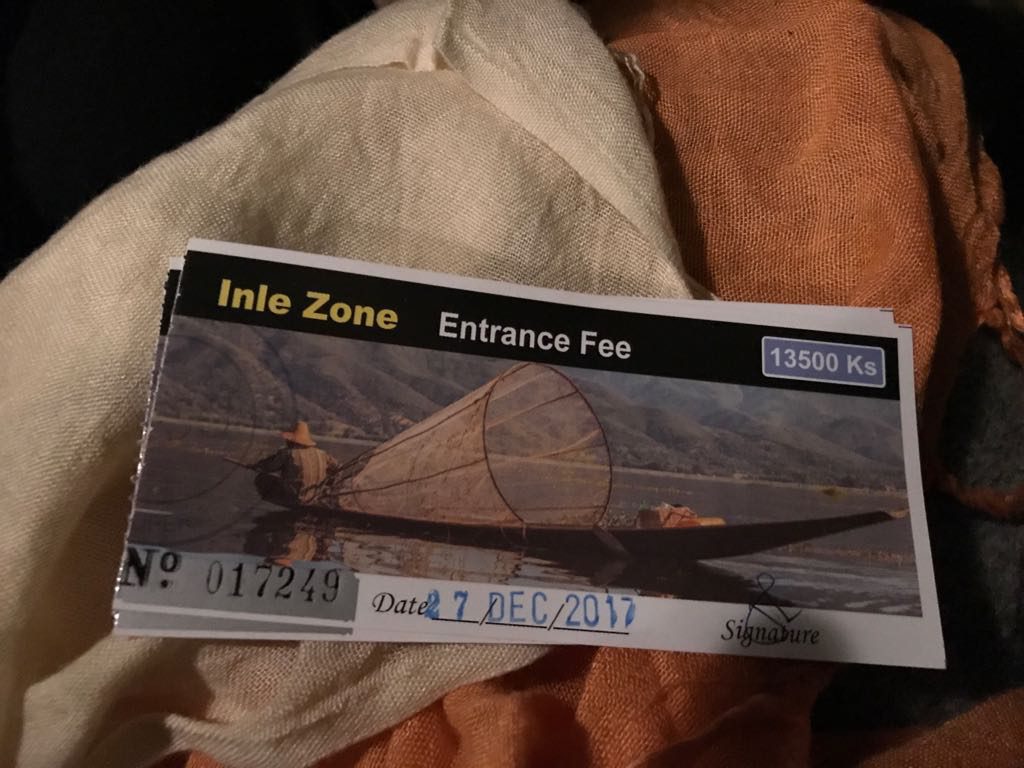 Inle Zone Entrance Fee 13500 Ks
Nº 017249
Date 27/DEC/2017
Signature